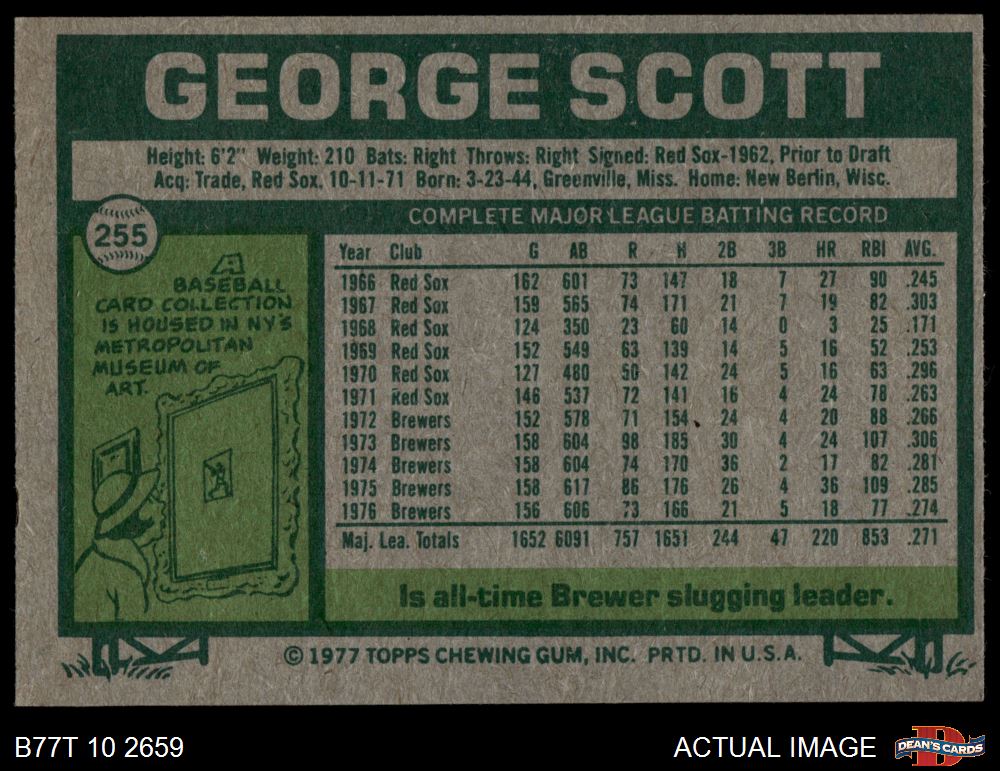 GEORGE SCOTT
Height: 6'2" Weight: 210 Bats: Right Throws: Right Signed: Red Sox-1962, Prior to Draft
Acq: Trade, Red Sox, 10-11-71 Born: 3-23-44, Greenville, Miss. Home: New Berlin, Wisc.
255
A
BASEBALL
CARD COLLECTION
IS HOUSED IN NY'S
METROPOLITAN
MUSEUM OF
ART.
COMPLETE MAJOR LEAGUE BATTING RECORD
Year Club G AB R H 2B 3B HR RBI AVG.
1966 Red Sox 162 601 73 147 18 7 27 90 .245
1967 Red Sox 159 565 74 171 21 7 19 82 .303
1968 Red Sox 124 350 23 60 14 0 3 25 .171
1969 Red Sox 152 549 63 139 14 5 16 52 .253
1970 Red Sox 127 480 50 142 24 5 16 63 .296
1971 Red Sox 146 537 72 141 16 4 24 78 .263
1972 Brewers 152 578 71 154 24 4 20 88 .266
1973 Brewers 158 604 98 185 30 4 24 107 .306
1974 Brewers 158 604 74 170 36 2 17 82 .281
1975 Brewers 158 617 86 176 26 4 36 109 .285
1976 Brewers 156 606 73 166 21 5 18 77 .274
Maj. Lea. Totals 1652 6091 757 1651 244 47 220 853 .271
Is all-time Brewer slugging leader.
© 1977 TOPPS CHEWING GUM, INC. PRTD. IN U.S.A.
B77T 10 2659
ACTUAL IMAGE
D
DEAN'S CARDS